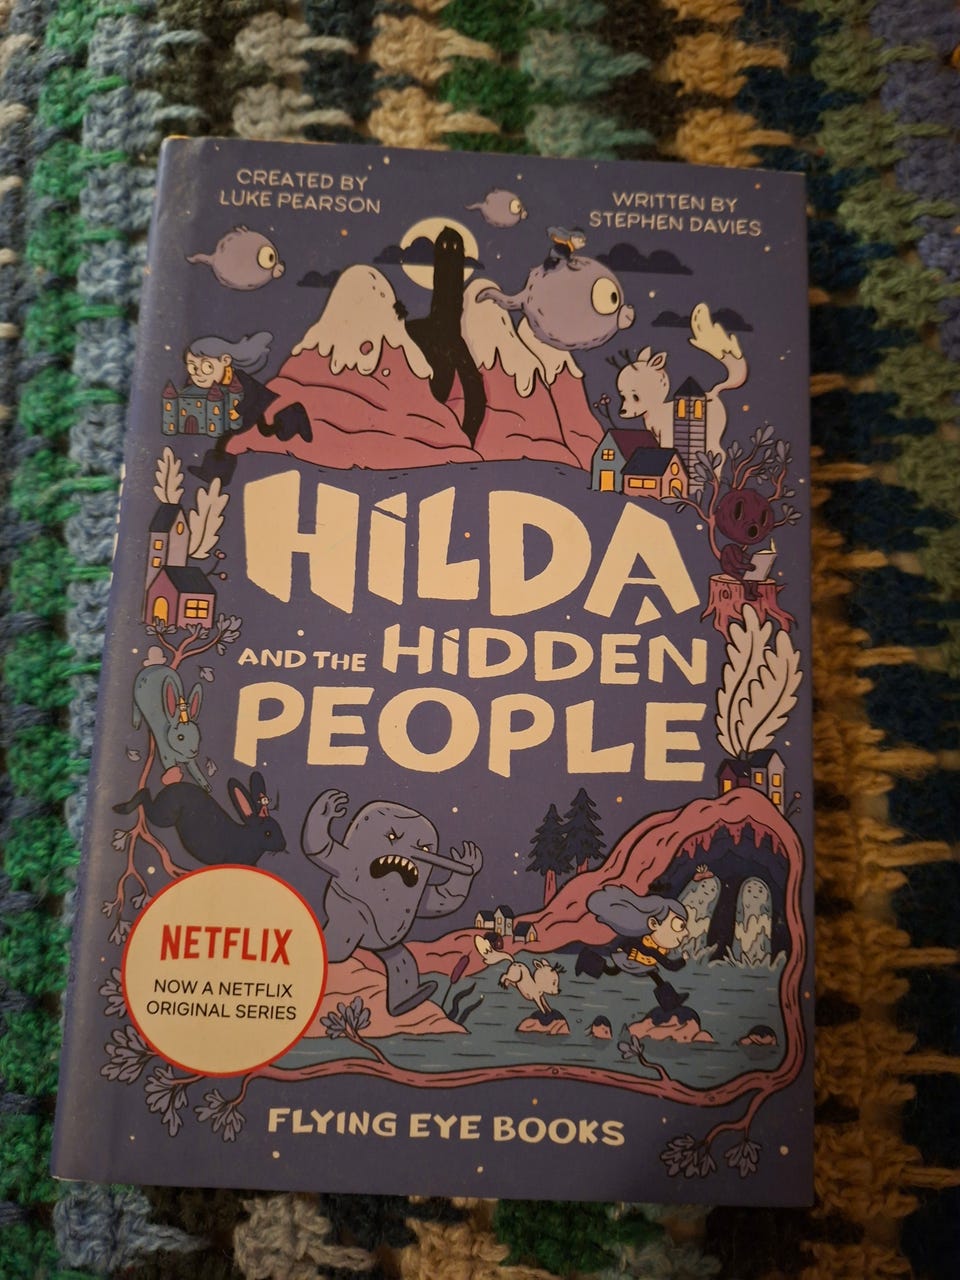 CREATED BY
LUKE PEARSON
WRITTEN BY
STEPHEN DAVIES
HILDA
AND THE HIDDEN
PEOPLE
NETFLIX
NOW A NETFLIX
ORIGINAL SERIES
FLYING EYE BOOKS